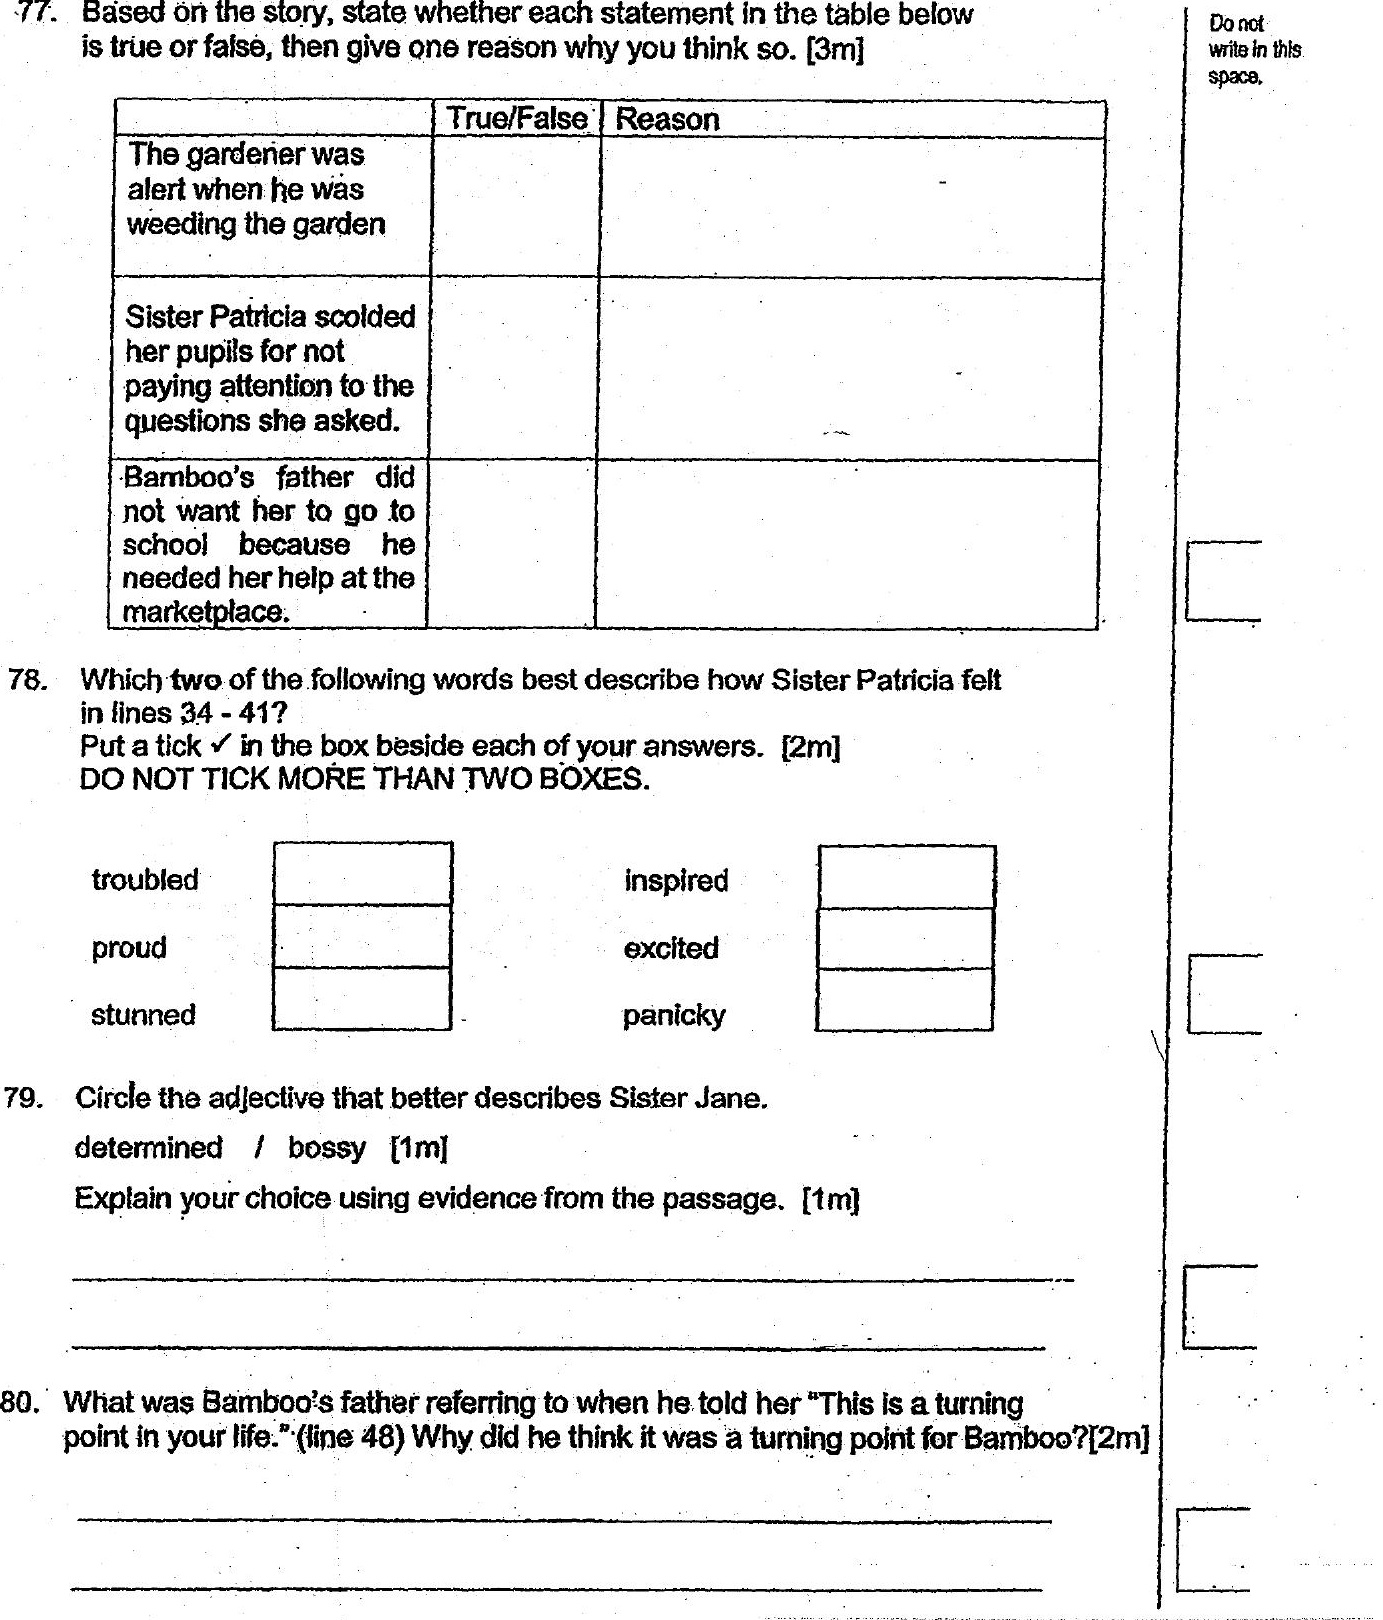 77. Based on the story, state whether each statement in the table below
is true or false, then give one reason why you think so. [3m]
Do not
write in this
space.
True/False Reason
The gardener was
alert when he was
weeding the garden
Sister Patricia scolded
her pupils for not
paying attention to the
questions she asked.
Bamboo's father did
not want her to go to
school because he
needed her help at the
marketplace.
78. Which two of the following words best describe how Sister Patricia felt
in lines 34 - 41?
Put a tick ✓ in the box beside each of your answers. [2m]
DO NOT TICK MORE THAN TWO BOXES.
troubled inspired
proud excited
stunned panicky
79. Circle the adjective that better describes Sister Jane.
determined / bossy [1m]
Explain your choice using evidence from the passage. [1m]
80. What was Bamboo's father referring to when he told her "This is a turning
point in your life." (line 48) Why did he think it was a turning point for Bamboo?[2m]